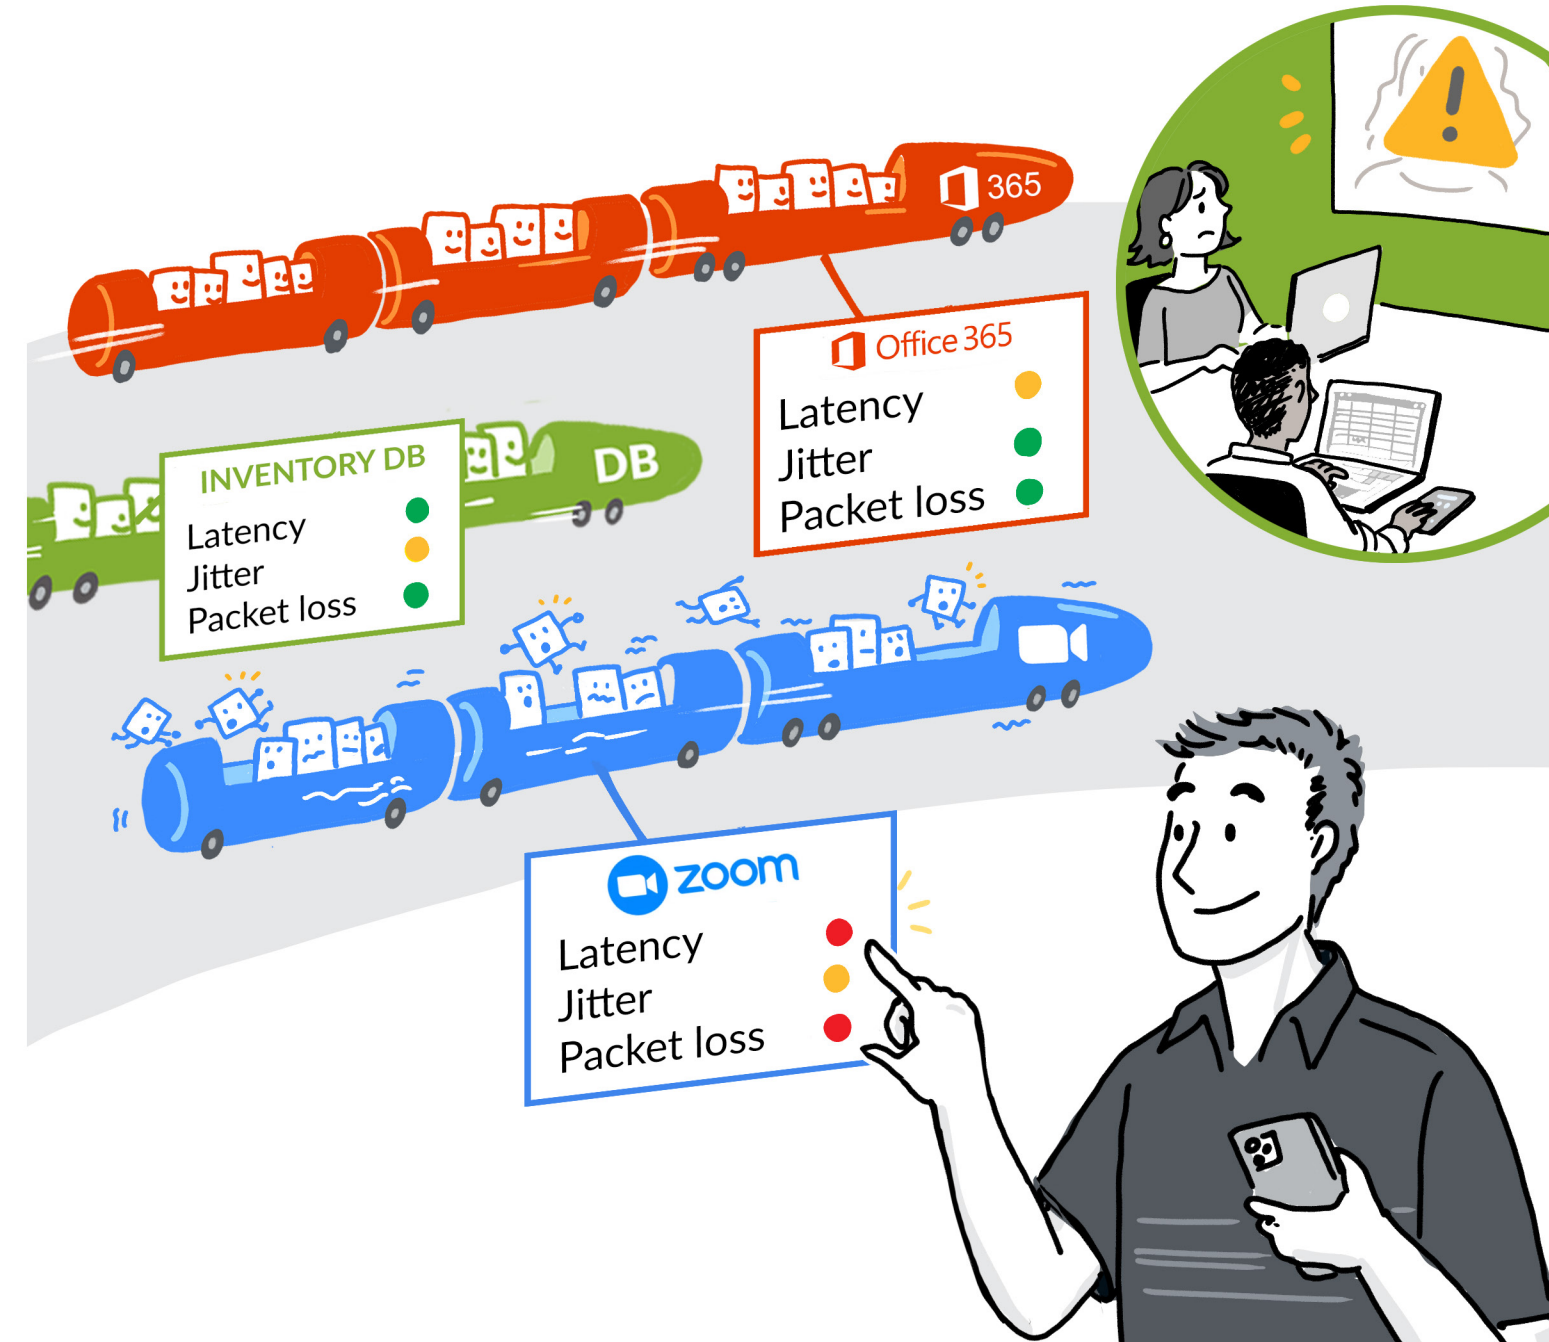 365
Office 365
Latency
Jitter
Packet loss
INVENTORY DB
Latency
Jitter
Packet loss
DB
zoom
Latency
Jitter
Packet loss
!